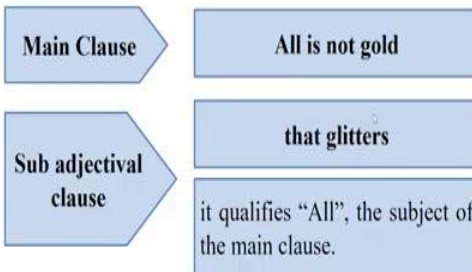 Main Clause
All is not gold
Sub adjectival
clause
that glitters
it qualifies “All”, the subject of
the main clause.